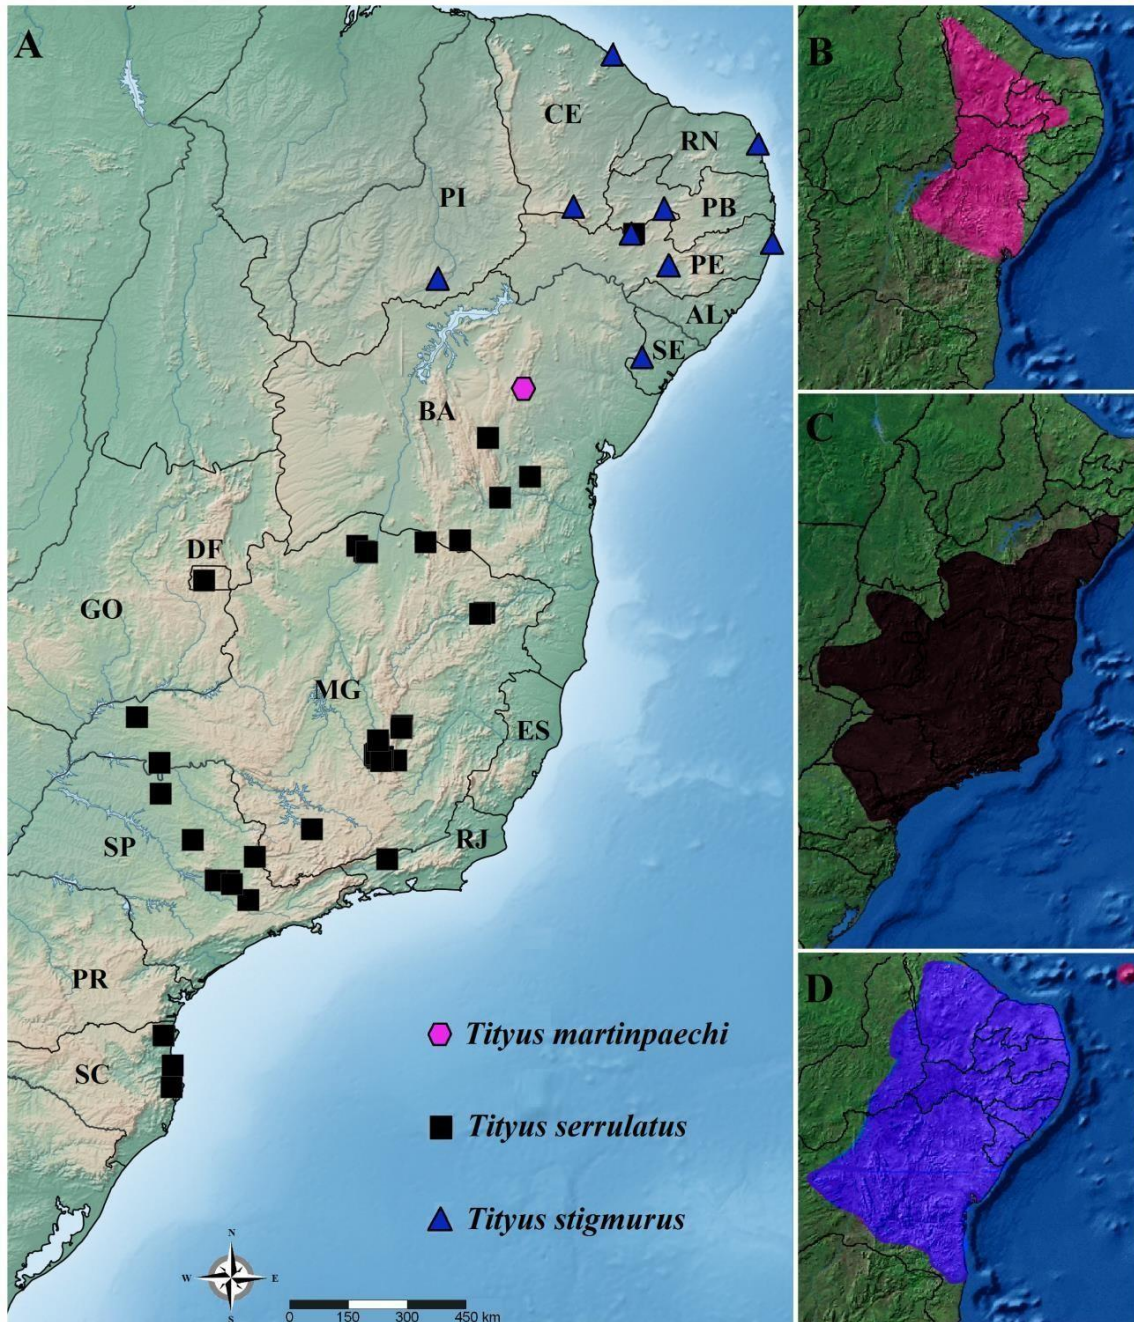 A
B
CE
RN
PI
PB
PE
AL
SE
BA
C
DF
GO
MG
ES
RJ
SP
D
PR
Tityus martinpaechi
SC
Tityus serrulatus
Tityus stigmurus
N
W E
S
0 150 300 450 km